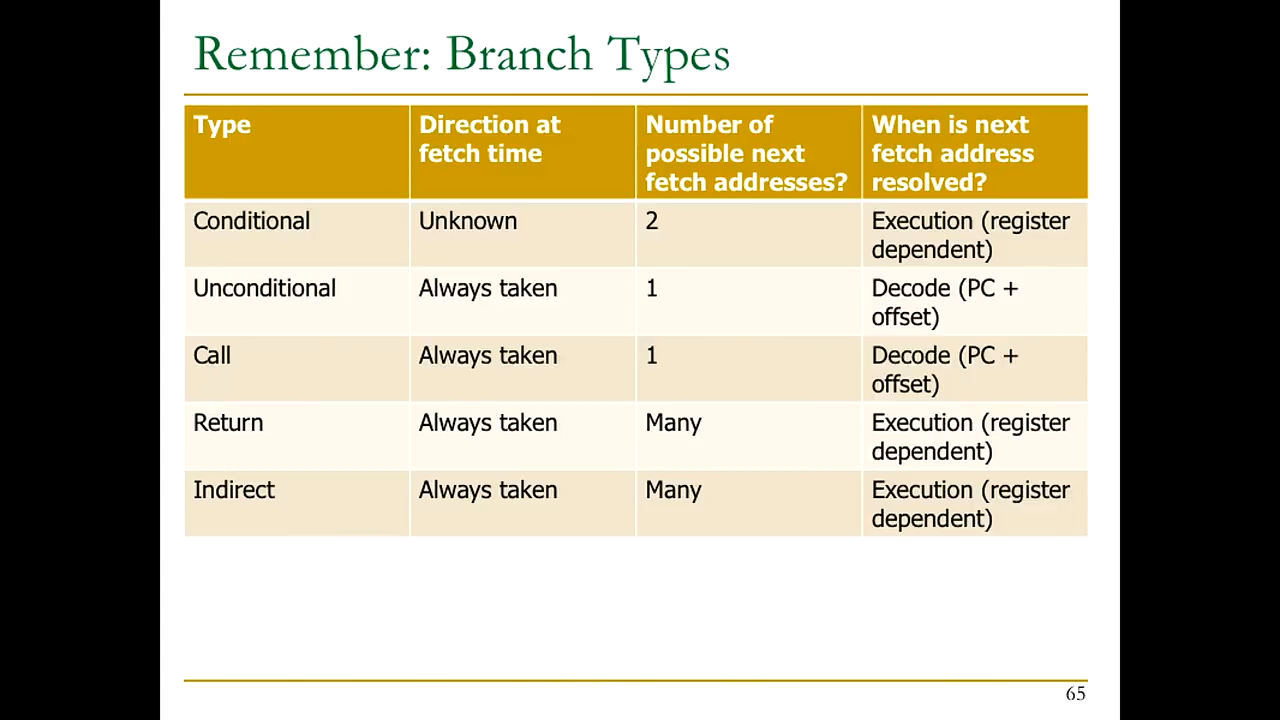 Remember: Branch Types
Type
Direction at
fetch time
Number of
possible next
fetch addresses?
When is next
fetch address
resolved?
Conditional
Unknown
2
Execution (register
dependent)
Unconditional
Always taken
1
Decode (PC +
offset)
Call
Always taken
1
Decode (PC +
offset)
Return
Always taken
Many
Execution (register
dependent)
Indirect
Always taken
Many
Execution (register
dependent)
65